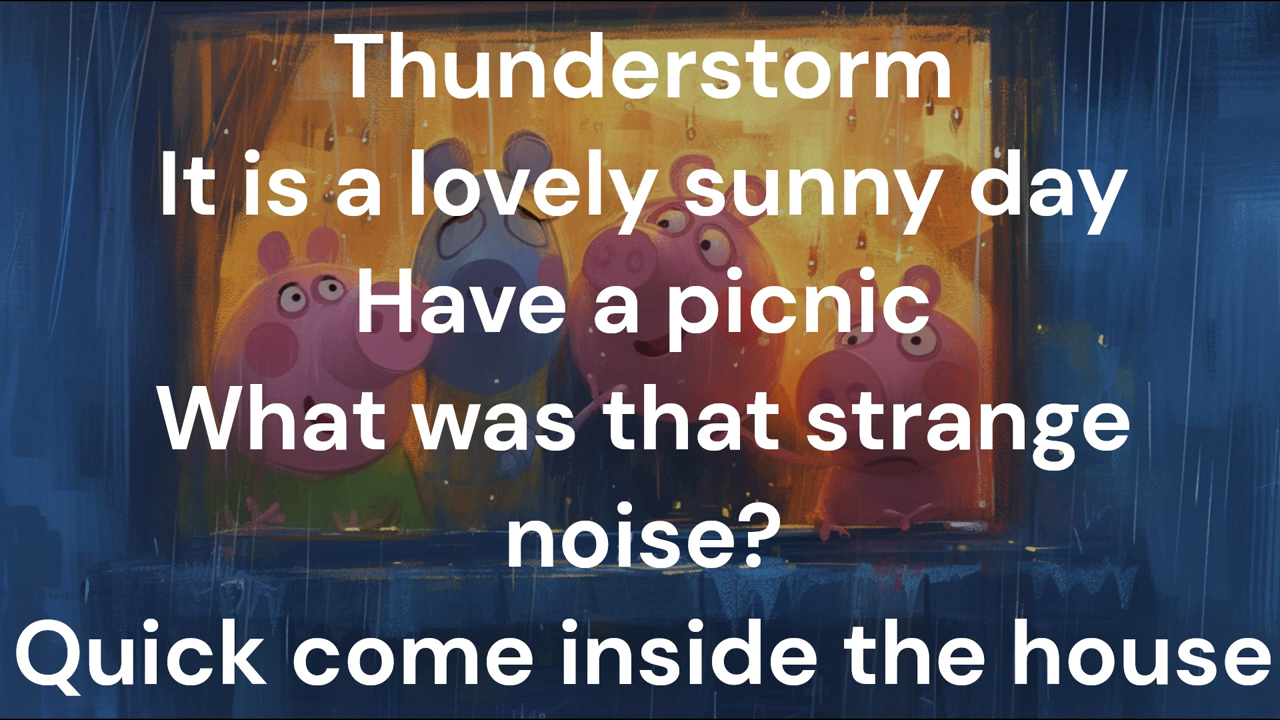 Thunderstorm
It is a lovely sunny day
Have a picnic
What was that strange
noise?
Quick come inside the house